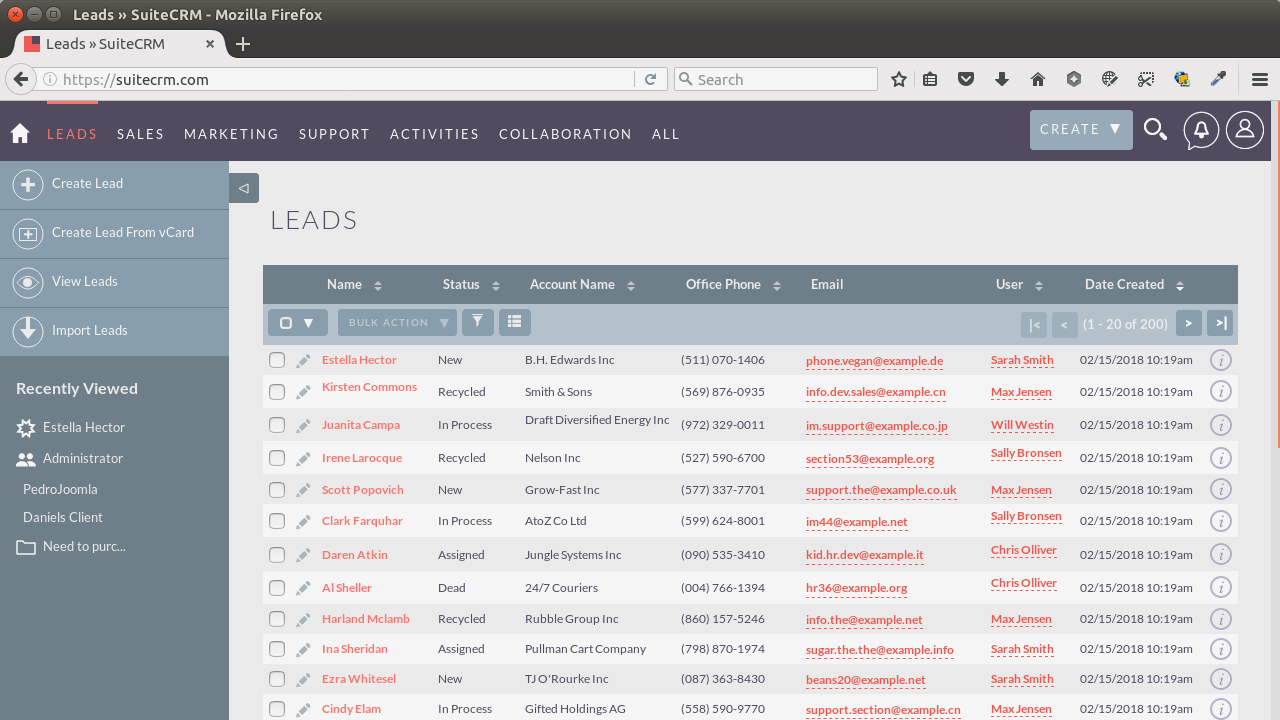 Leads » SuiteCRM - Mozilla Firefox
Leads » SuiteCRM
https://suitecrm.com
Search
LEADS SALES MARKETING SUPPORT ACTIVITIES COLLABORATION ALL CREATE
Create Lead
Create Lead From vCard
View Leads
Import Leads
Recently Viewed
Estella Hector
Administrator
PedroJoomla
Daniels Client
Need to purc...
LEADS
Name Status Account Name Office Phone Email User Date Created
BULK ACTION (1 - 20 of 200)
Estella Hector New B.H. Edwards Inc (511) 070-1406 phone.vegan@example.de Sarah Smith 02/15/2018 10:19am
Kirsten Commons Recycled Smith & Sons (569) 876-0935 info.dev.sales@example.cn Max Jensen 02/15/2018 10:19am
Juanita Campa In Process Draft Diversified Energy Inc (972) 329-0011 im.support@example.co.jp Will Westin 02/15/2018 10:19am
Irene Larocque Recycled Nelson Inc (527) 590-6700 section53@example.org Sally Bronsen 02/15/2018 10:19am
Scott Popovich New Grow-Fast Inc (577) 337-7701 support.the@example.co.uk Max Jensen 02/15/2018 10:19am
Clark Farquhar In Process AtoZ Co Ltd (599) 624-8001 im44@example.net Sally Bronsen 02/15/2018 10:19am
Daren Atkin Assigned Jungle Systems Inc (090) 535-3410 kid.hr.dev@example.it Chris Olliver 02/15/2018 10:19am
Al Sheller Dead 24/7 Couriers (004) 766-1394 hr36@example.org Chris Olliver 02/15/2018 10:19am
Harland Mclamb Recycled Rubble Group Inc (860) 157-5246 info.the@example.net Max Jensen 02/15/2018 10:19am
Ina Sheridan Assigned Pullman Cart Company (798) 870-1974 sugar.the.the@example.info Sarah Smith 02/15/2018 10:19am
Ezra Whitesel New TJ O'Rourke Inc (087) 363-8430 beans20@example.net Sarah Smith 02/15/2018 10:19am
Cindy Elam In Process Gifted Holdings AG (558) 590-9770 support.section@example.cn Max Jensen 02/15/2018 10:19am